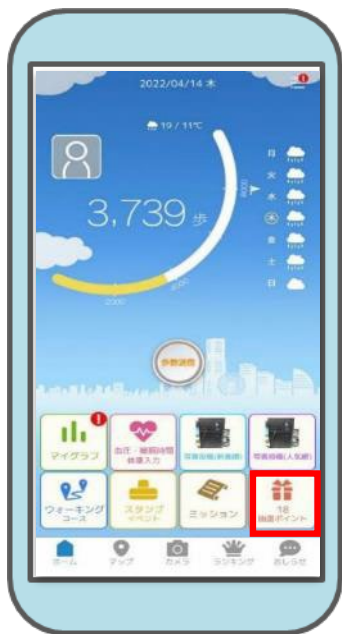 2022/04/14 木
19 / 11℃
月
火
水
木
金
土
日
3,739 歩
8000
4000
2000
歩数送信
マイグラフ
血圧・睡眠時間
体重入力
写真投稿(新着順)
写真投稿(人気順)
ウォーキング
コース
スタンプ
イベント
ミッション
18
抽選ポイント
ホーム
マップ
カメラ
ランキング
おしらせ